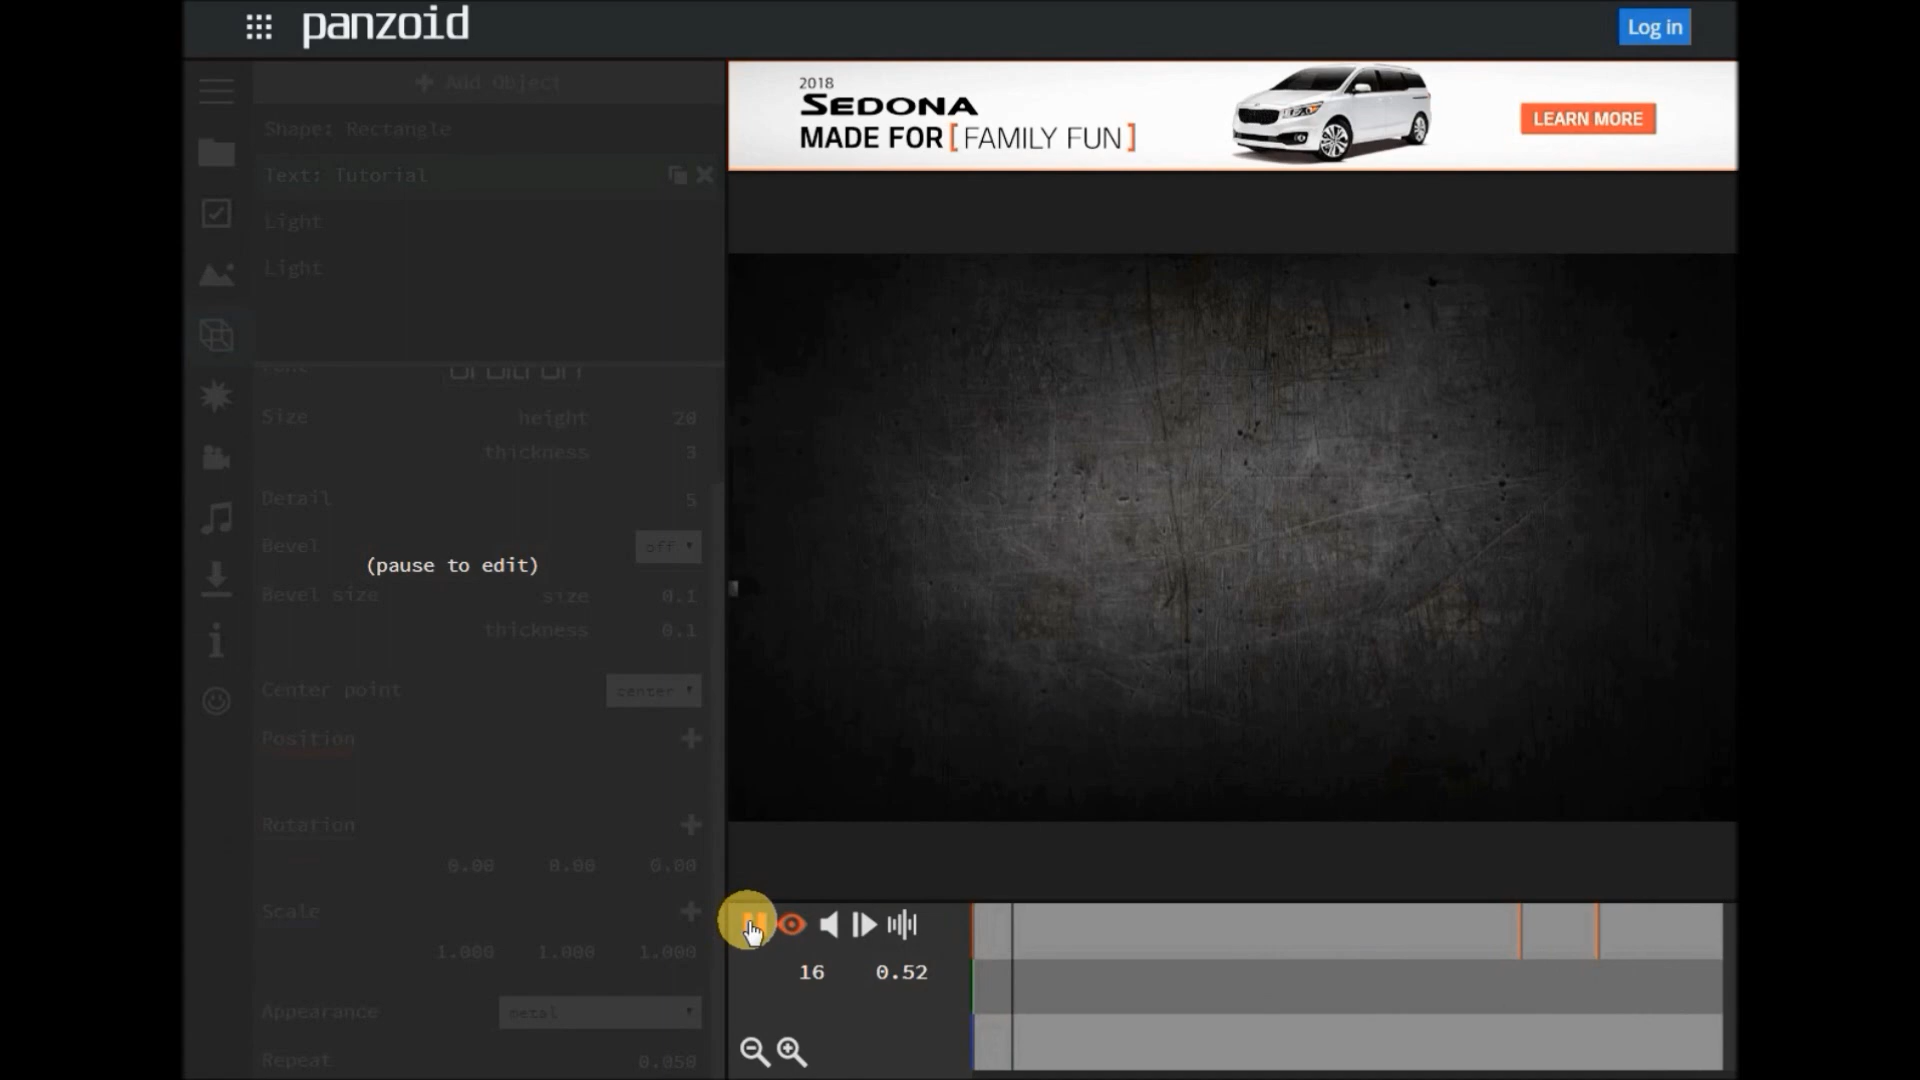 panzoid
Log in
+ Add Object
Shape: Rectangle
Text: Tutorial
Light
Light
2018
SEDONA
MADE FOR [FAMILY FUN]
LEARN MORE
Size height 20
thickness 3
Detail 5
Bevel off
(pause to edit)
Bevel size size 0.1
thickness 0.1
Center point center
Position
Rotation
0.00 0.00 0.00
Scale
1.000 1.000 1.000
Appearance metal
Repeat 0.050
16 0.52